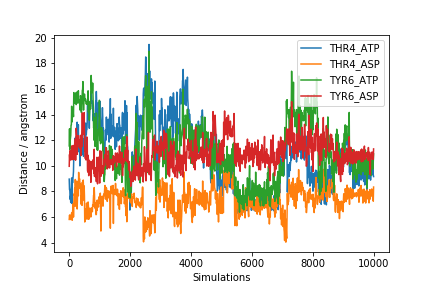 THR4_ATP
THR4_ASP
TYR6_ATP
TYR6_ASP
Distance / angstrom
20
18
16
14
12
10
8
6
4
0
2000
4000
6000
8000
10000
Simulations